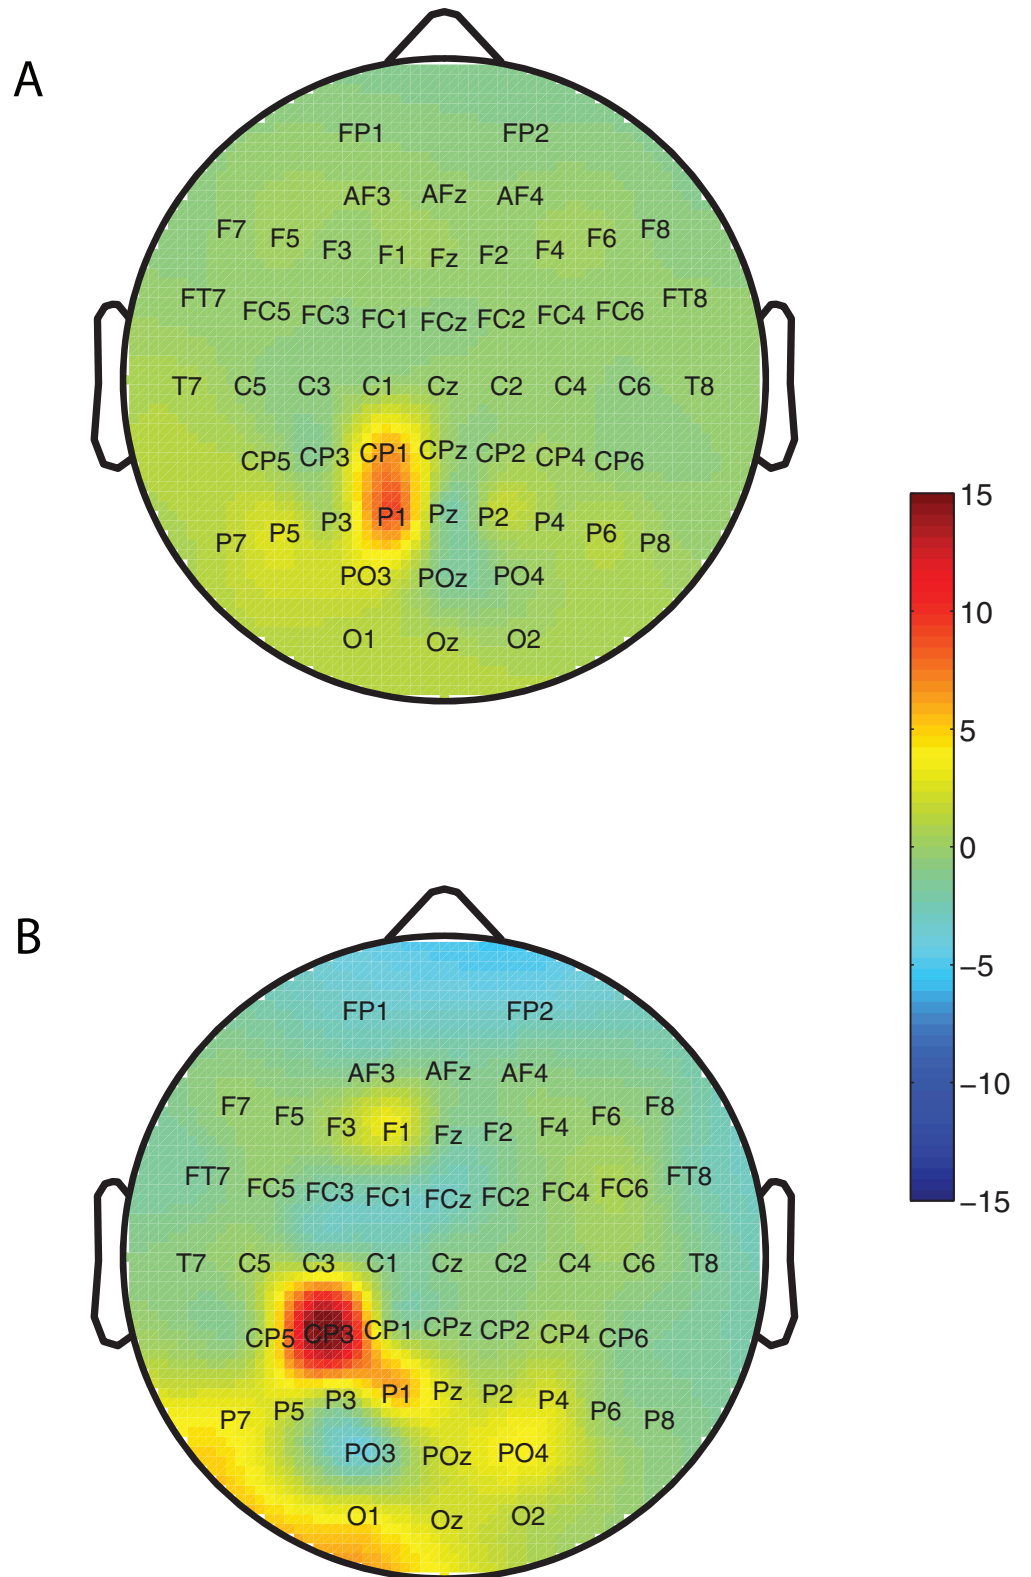 A
FP1 FP2
AF3 AFz AF4
F7 F5 F3 F1 Fz F2 F4 F6 F8
FT7 FC5 FC3 FC1 FCz FC2 FC4 FC6 FT8
T7 C5 C3 C1 Cz C2 C4 C6 T8
CP5 CP3 CP1 CPz CP2 CP4 CP6
P7 P5 P3 P1 Pz P2 P4 P6 P8
PO3 POz PO4
O1 Oz O2
15
10
5
0
−5
−10
−15
B
FP1 FP2
AF3 AFz AF4
F7 F5 F3 F1 Fz F2 F4 F6 F8
FT7 FC5 FC3 FC1 FCz FC2 FC4 FC6 FT8
T7 C5 C3 C1 Cz C2 C4 C6 T8
CP5 CP3 CP1 CPz CP2 CP4 CP6
P7 P5 P3 P1 Pz P2 P4 P6 P8
PO3 POz PO4
O1 Oz O2